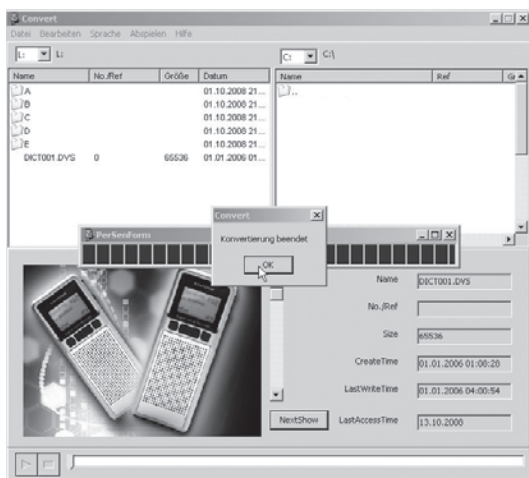 Convert
Datei Bearbeiten Sprache Abspielen Hilfe
L: L:
C: C:\
Name No./Ref Größe Datum
Name Ref
A 01.10.2008 21...
B 01.10.2008 21...
C 01.10.2008 21...
D 01.10.2008 21...
E 01.10.2008 21...
DICT001.DVS 0 65536 01.01.2006 01...
..
PerSenForm
Convert
Konvertierung beendet
OK
Name DICT001.DVS
No./Ref
Size 65536
CreateTime 01.01.2006 01:08:28
LastWriteTime 01.01.2006 04:00:54
NextShow LastAccessTime 13.10.2008